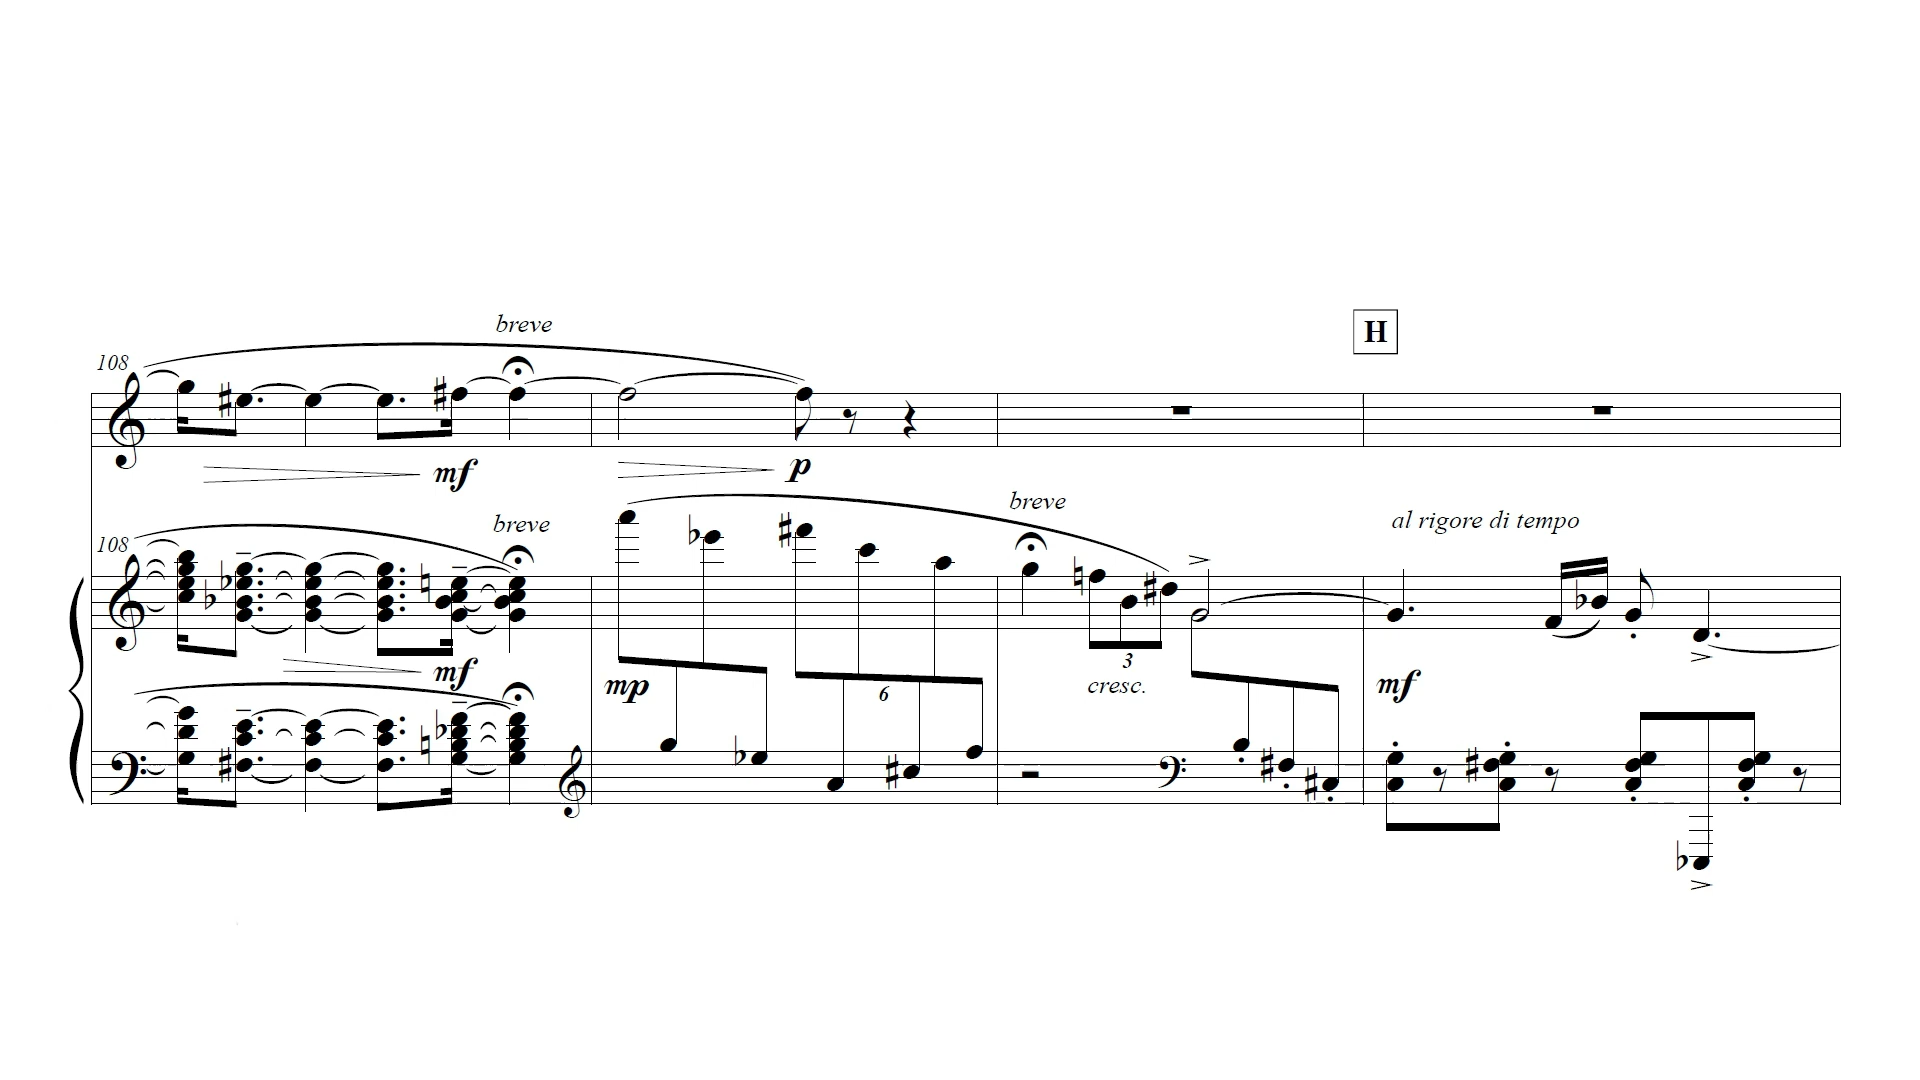 H
breve
108
mf
p
breve
108
breve
al rigore di tempo
mf
mp
6
3
cresc.
mf